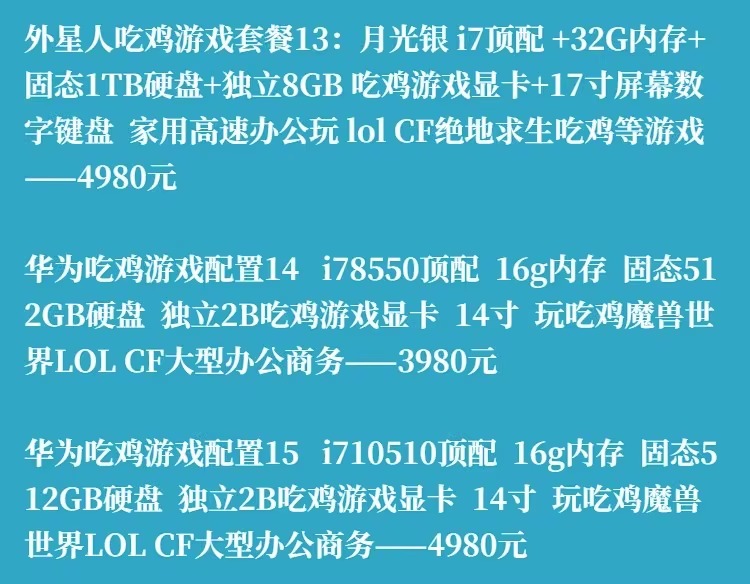 外星人吃鸡游戏套餐13：月光银 i7顶配 +32G内存+
固态1TB硬盘+独立8GB 吃鸡游戏显卡+17寸屏幕数
字键盘 家用高速办公玩 lol CF绝地求生吃鸡等游戏
——4980元
华为吃鸡游戏配置14 i78550顶配 16g内存 固态51
2GB硬盘 独立2B吃鸡游戏显卡 14寸 玩吃鸡魔兽世
界LOL CF大型办公商务——3980元
华为吃鸡游戏配置15 i710510顶配 16g内存 固态5
12GB硬盘 独立2B吃鸡游戏显卡 14寸 玩吃鸡魔兽
世界LOL CF大型办公商务——4980元